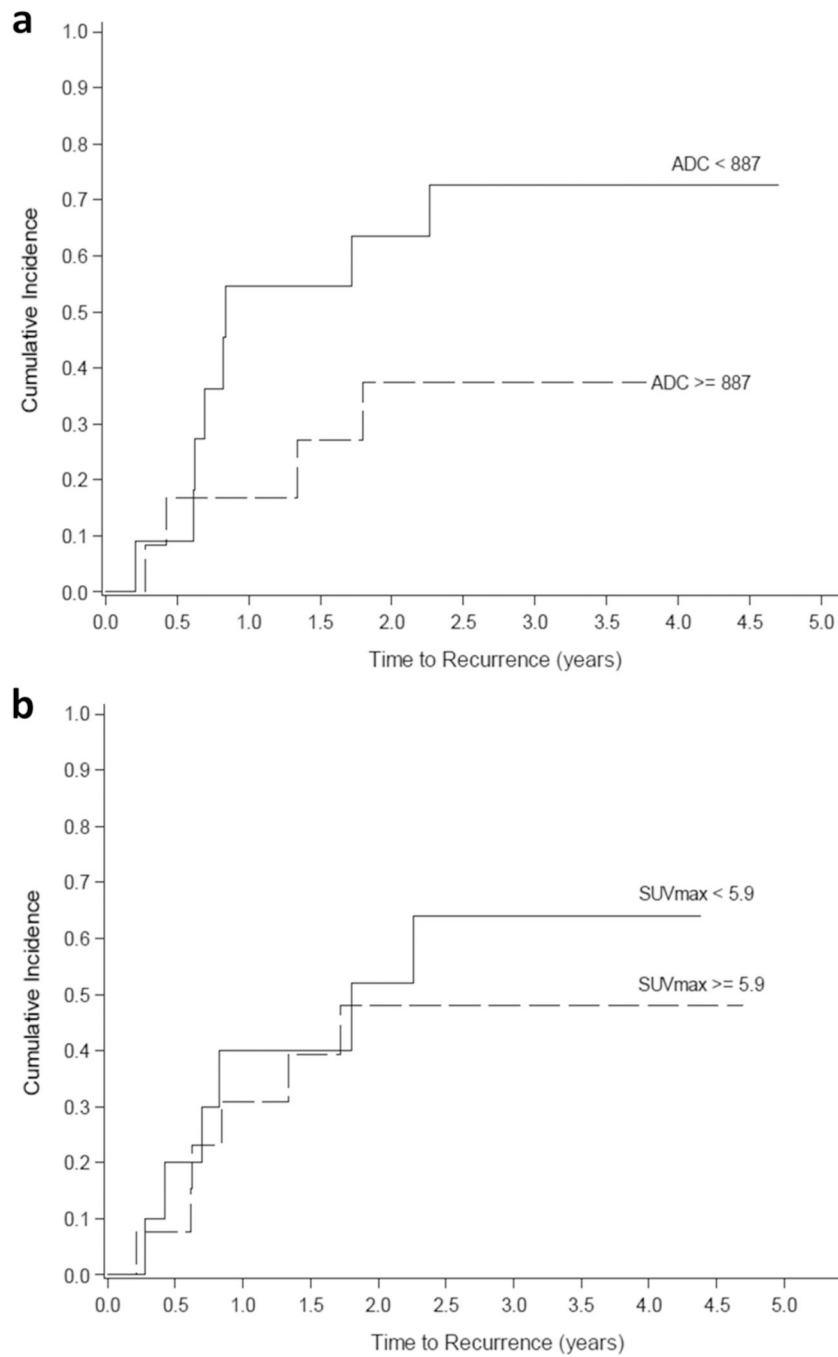 a
1.0
0.9
0.8
0.7
0.6
0.5
0.4
0.3
0.2
0.1
0.0
Cumulative Incidence
ADC < 887
ADC >= 887
0.0 0.5 1.0 1.5 2.0 2.5 3.0 3.5 4.0 4.5 5.0
Time to Recurrence (years)
b
1.0
0.9
0.8
0.7
0.6
0.5
0.4
0.3
0.2
0.1
0.0
Cumulative Incidence
SUVmax < 5.9
SUVmax >= 5.9
0.0 0.5 1.0 1.5 2.0 2.5 3.0 3.5 4.0 4.5 5.0
Time to Recurrence (years)